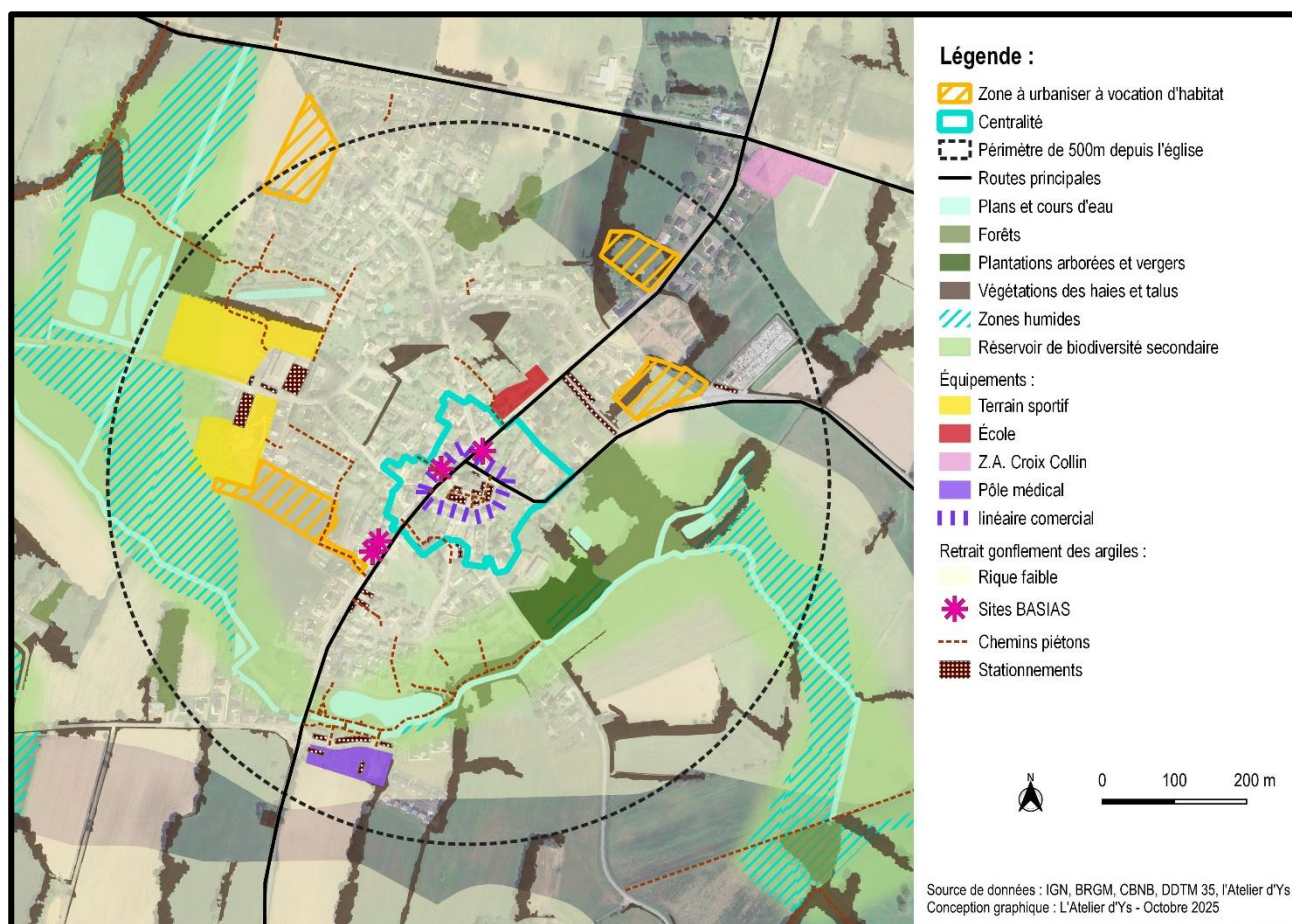 Légende :
Zone à urbaniser à vocation d'habitat
Centralité
Périmètre de 500m depuis l'église
Routes principales
Plans et cours d'eau
Forêts
Plantations arborées et vergers
Végétations des haies et talus
Zones humides
Réservoir de biodiversité secondaire
Équipements :
Terrain sportif
École
Z.A. Croix Collin
Pôle médical
linéaire comercial
Retrait gonflement des argiles :
Rique faible
Sites BASIAS
Chemins piétons
Stationnements
N
0 100 200 m
Source de données : IGN, BRGM, CBNB, DDTM 35, l'Atelier d'Ys
Conception graphique : L'Atelier d'Ys - Octobre 2025